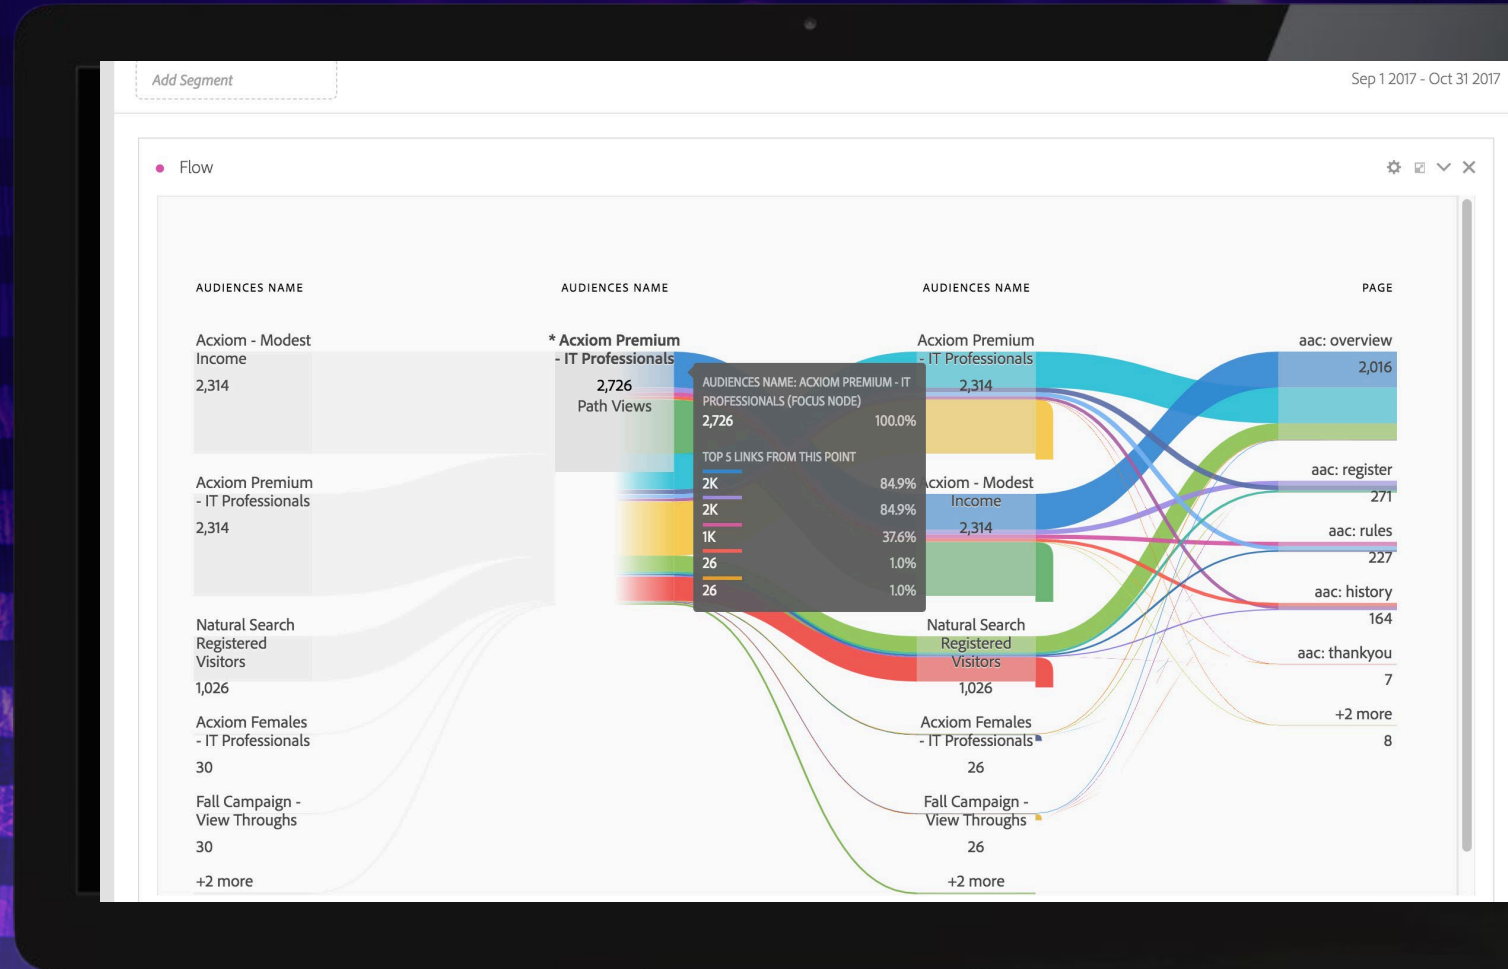 Add Segment
Sep 1 2017 - Oct 31 2017
Flow
AUDIENCES NAME
AUDIENCES NAME
AUDIENCES NAME
PAGE
Acxiom - Modest
Income
2,314
Acxiom Premium
- IT Professionals
2,314
Natural Search
Registered
Visitors
1,026
Acxiom Females
- IT Professionals
30
Fall Campaign -
View Throughs
30
+2 more
* Acxiom Premium
- IT Professionals
2,726
Path Views
AUDIENCES NAME: ACXIOM PREMIUM - IT
PROFESSIONALS (FOCUS NODE)
2,726 100.0%
TOP 5 LINKS FROM THIS POINT
2K 84.9%
2K 84.9%
1K 37.6%
26 1.0%
26 1.0%
Acxiom Premium
- IT Professionals
2,314
Acxiom - Modest
Income
2,314
Natural Search
Registered
Visitors
1,026
Acxiom Females
- IT Professionals
26
Fall Campaign -
View Throughs
26
+2 more
aac: overview
2,016
aac: register
271
aac: rules
227
aac: history
164
aac: thankyou
7
+2 more
8